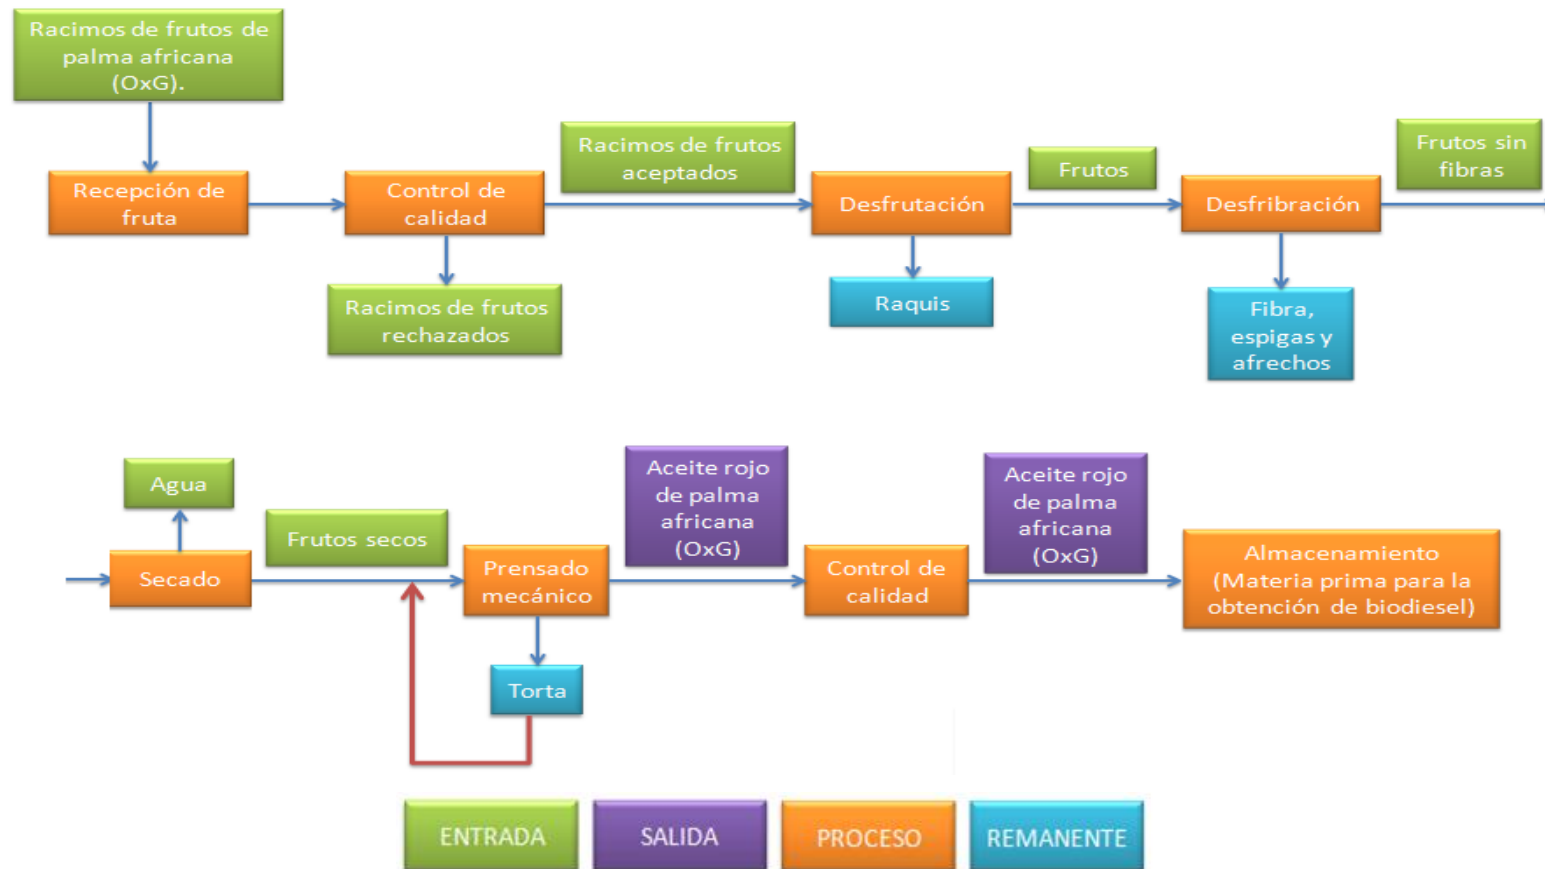 Racimos de frutos de
palma africana
(OxG).
Recepción de
fruta
Control de
calidad
Racimos de frutos
rechazados
Racimos de frutos
aceptados
Desfrutación
Raquis
Frutos
Desfribración
Fibra,
espigas y
afrechos
Frutos sin
fibras
Agua
Secado
Frutos secos
Prensado
mecánico
Torta
Aceite rojo
de palma
africana
(OxG)
Control de
calidad
Aceite rojo
de palma
africana
(OxG)
Almacenamiento
(Materia prima para la
obtención de biodiesel)
ENTRADA
SALIDA
PROCESO
REMANENTE